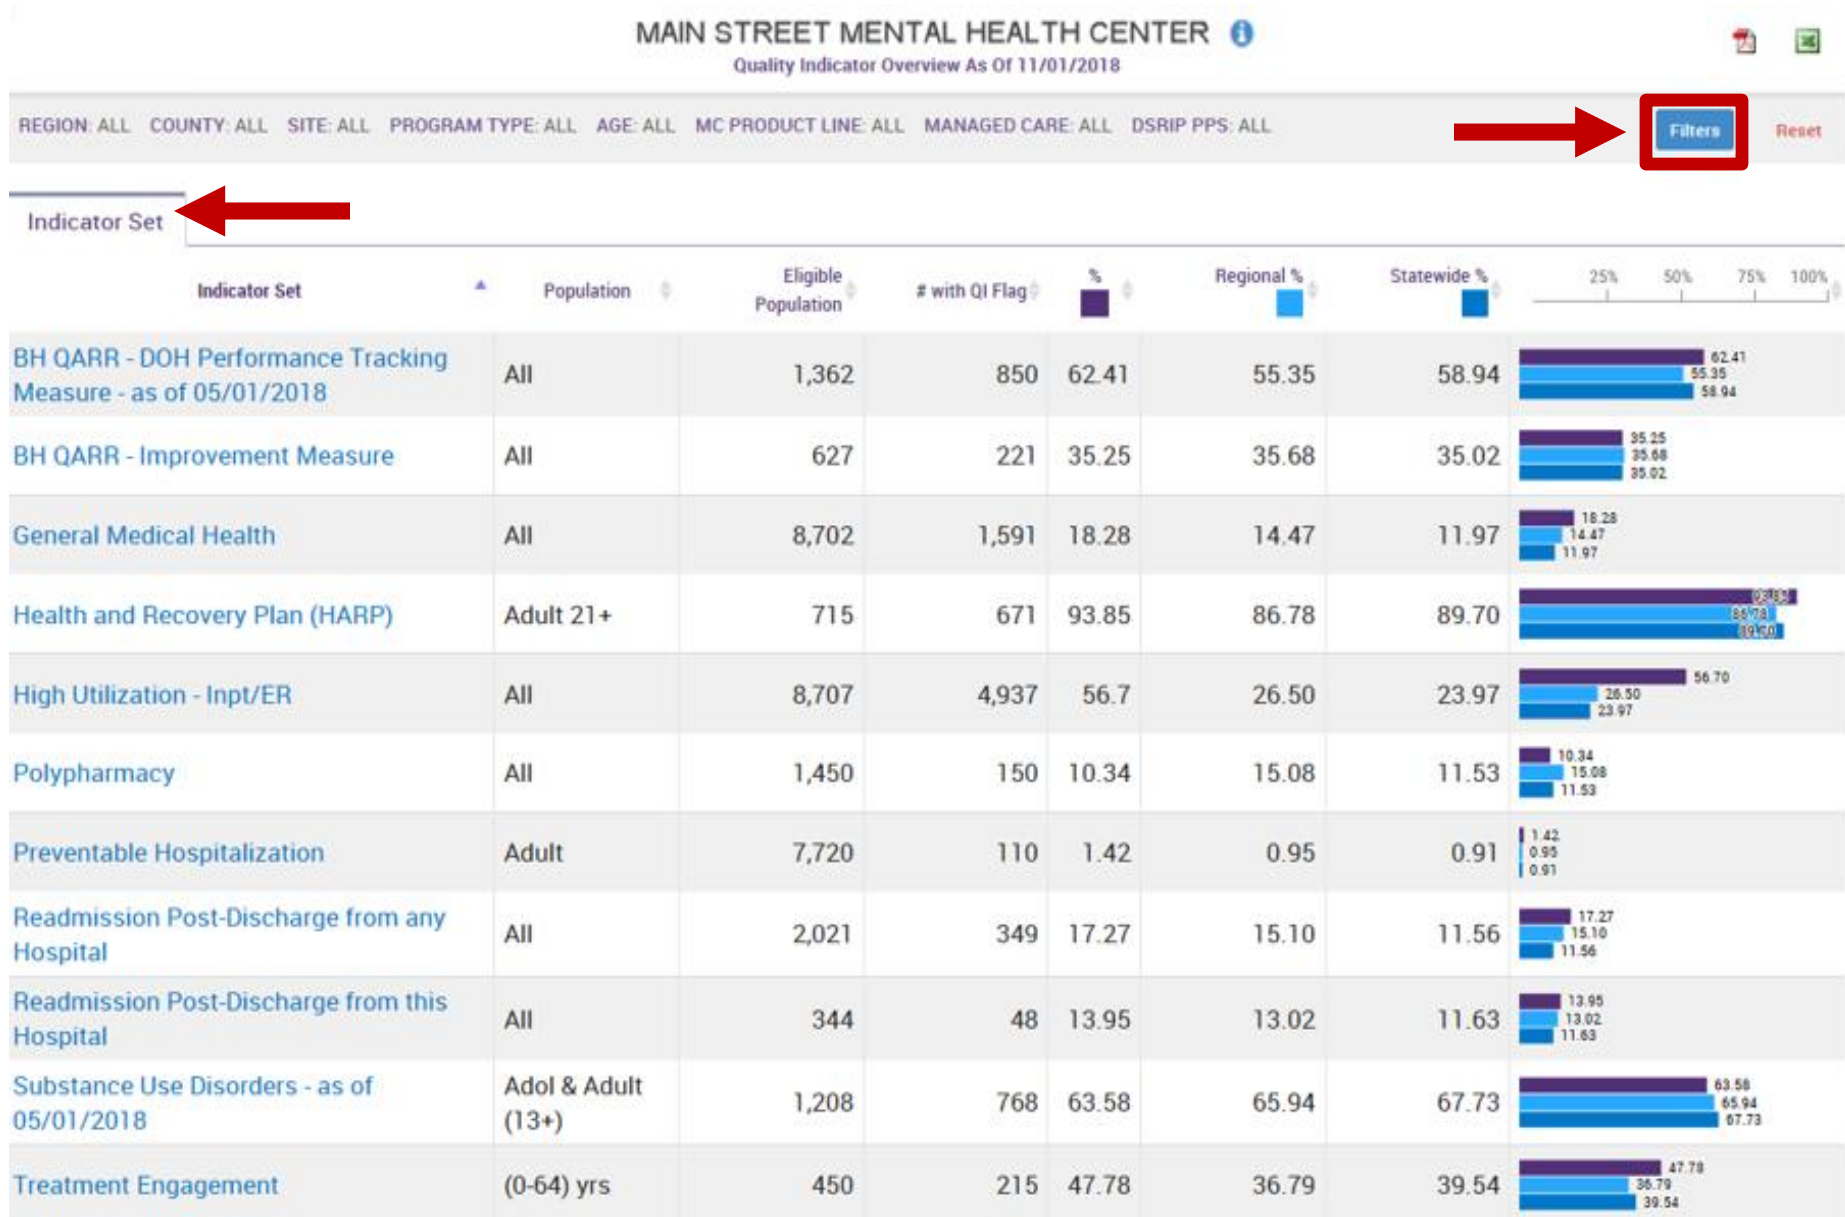 MAIN STREET MENTAL HEALTH CENTER i
Quality Indicator Overview As Of 11/01/2018
REGION: ALL COUNTY: ALL SITE: ALL PROGRAM TYPE: ALL AGE: ALL MC PRODUCT LINE: ALL MANAGED CARE: ALL DSRIP PPS: ALL Filters Reset
Indicator Set
Indicator Set Population Eligible Population # with QI Flag % Regional % Statewide % 25% 50% 75% 100%
BH QARR - DOH Performance Tracking
Measure - as of 05/01/2018 All 1,362 850 62.41 55.35 58.94
62.41
55.35
58.94
BH QARR - Improvement Measure All 627 221 35.25 35.68 35.02
35.25
35.68
35.02
General Medical Health All 8,702 1,591 18.28 14.47 11.97
18.28
14.47
11.97
Health and Recovery Plan (HARP) Adult 21+ 715 671 93.85 86.78 89.70
93.85
86.78
89.70
High Utilization - Inpt/ER All 8,707 4,937 56.7 26.50 23.97
56.70
26.50
23.97
Polypharmacy All 1,450 150 10.34 15.08 11.53
10.34
15.08
11.53
Preventable Hospitalization Adult 7,720 110 1.42 0.95 0.91
1.42
0.95
0.91
Readmission Post-Discharge from any
Hospital All 2,021 349 17.27 15.10 11.56
17.27
15.10
11.56
Readmission Post-Discharge from this
Hospital All 344 48 13.95 13.02 11.63
13.95
13.02
11.63
Substance Use Disorders - as of
05/01/2018 Adol & Adult (13+) 1,208 768 63.58 65.94 67.73
63.58
65.94
67.73
Treatment Engagement (0-64) yrs 450 215 47.78 36.79 39.54
47.78
36.79
39.54